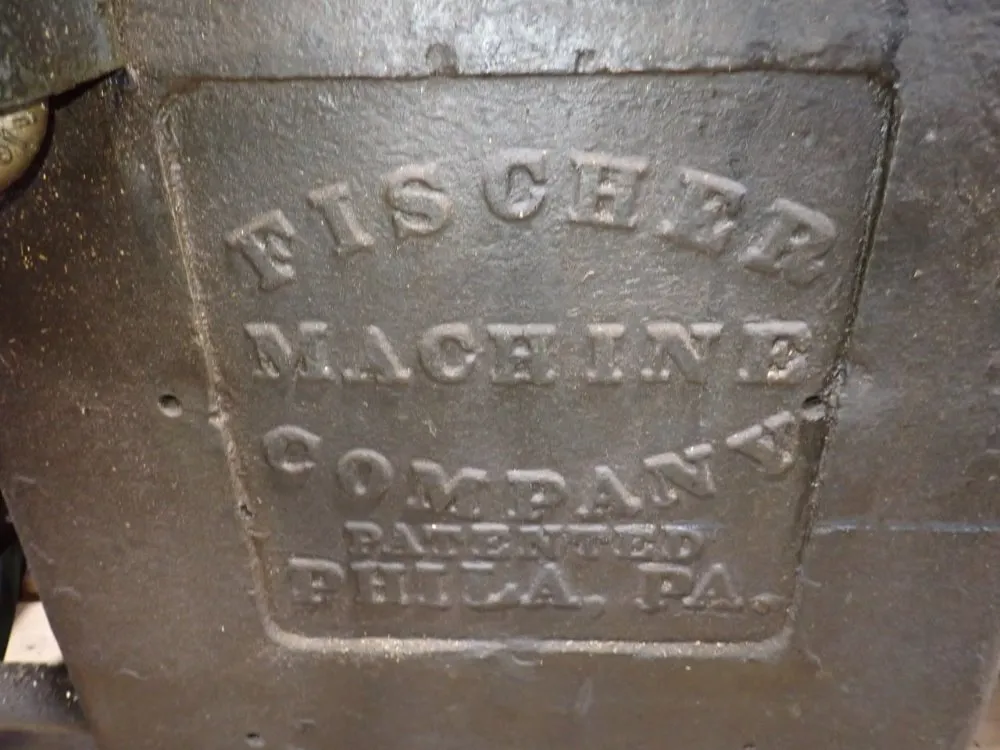 FISCHER
MACHINE
COMPANY
PATENTED
PHILA. PA.